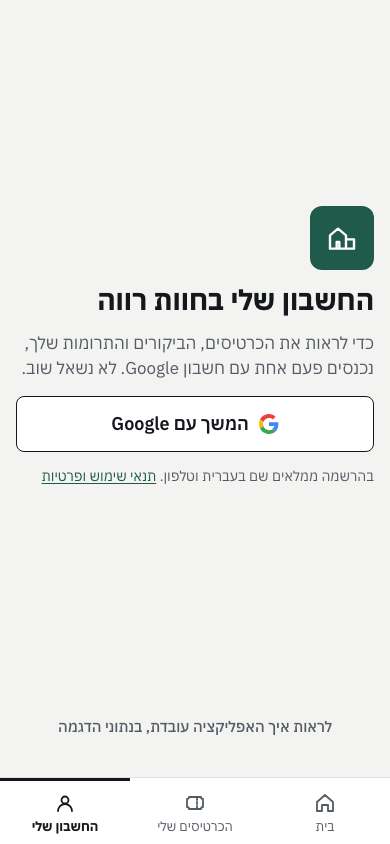 החשבון שלי בחוות רווה
כדי לראות את הכרטיסים, הביקורים והתרומות שלך,
נכנסים פעם אחת עם חשבון Google. לא נשאל שוב.
המשך עם Google
בהרשמה ממלאים שם בעברית וטלפון. תנאי שימוש ופרטיות
לראות איך האפליקציה עובדת, בנתוני הדגמה
בית
הכרטיסים שלי
החשבון שלי